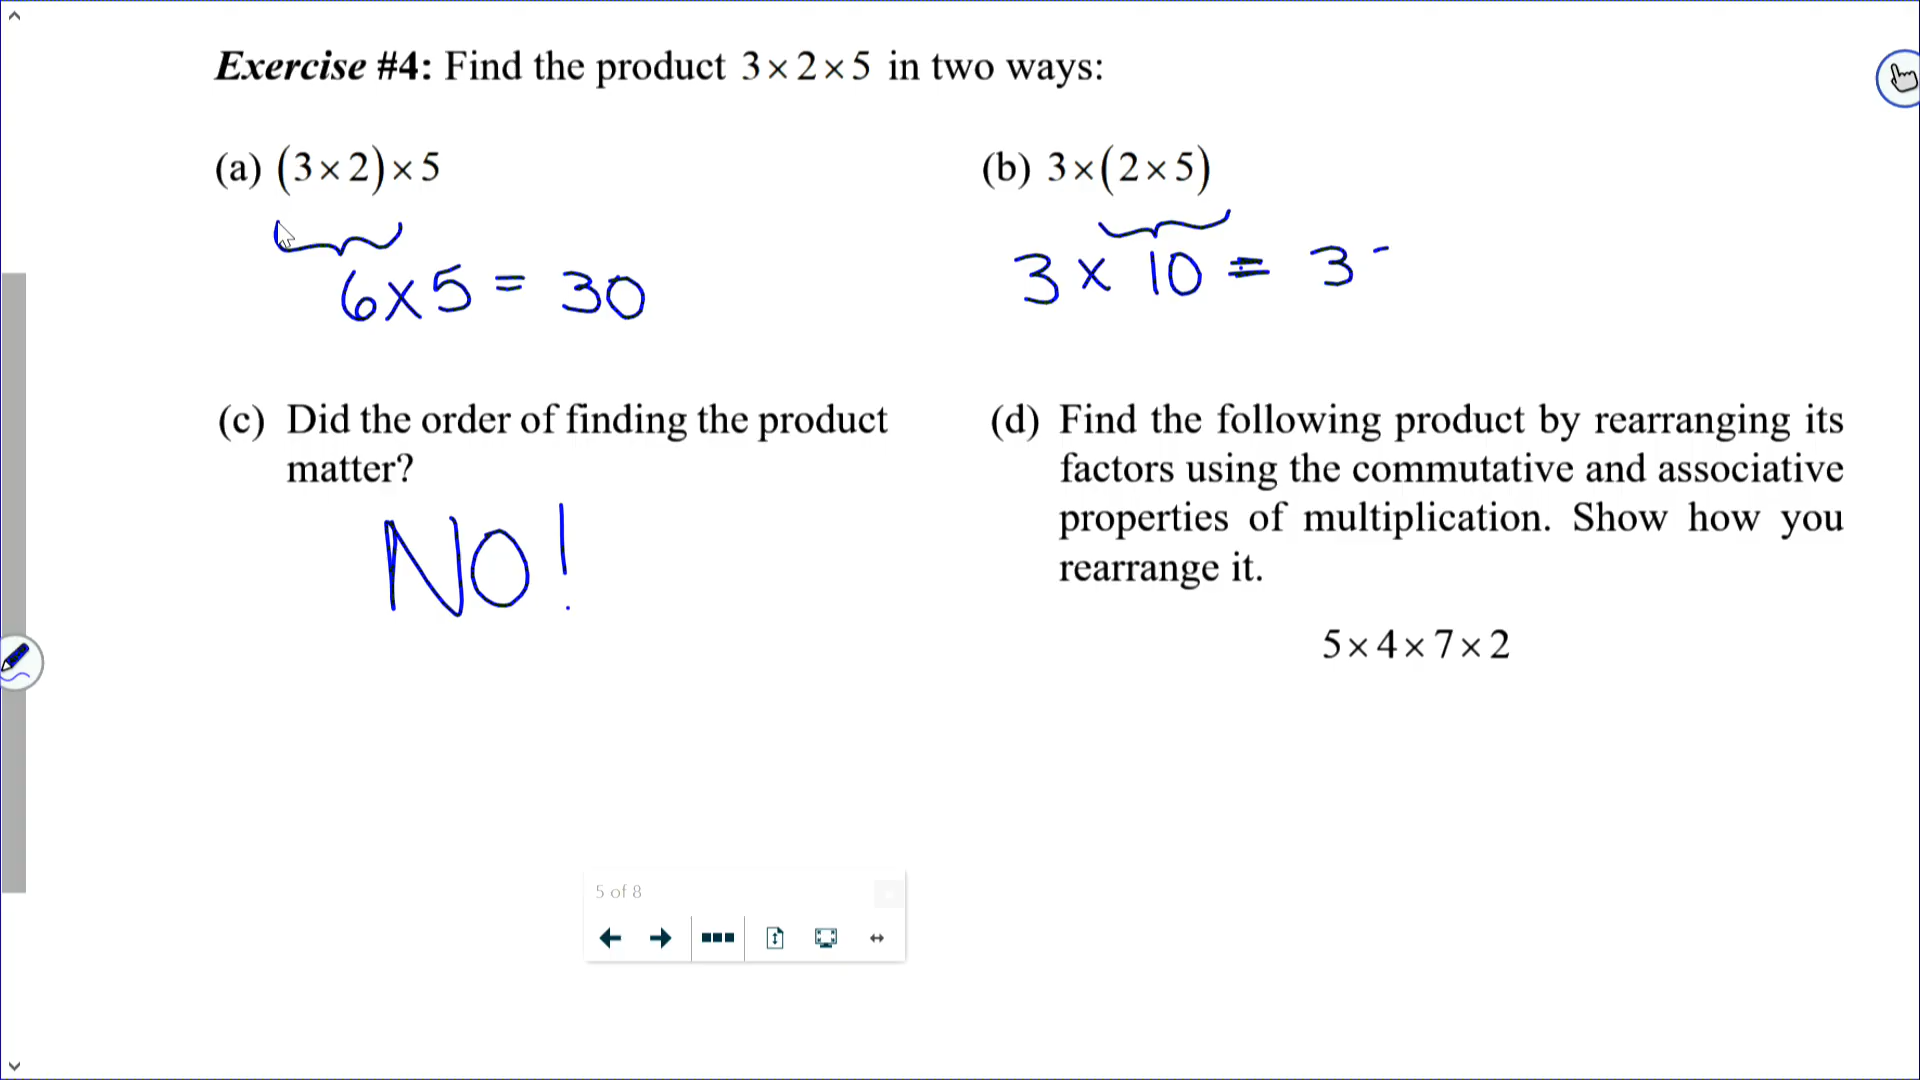 Exercise #4: Find the product 3×2×5 in two ways:
(a) (3×2)×5
(b) 3×(2×5)
6×5 = 30
3 × 10 = 3
(c) Did the order of finding the product
matter?
NO!
(d) Find the following product by rearranging its
factors using the commutative and associative
properties of multiplication. Show how you
rearrange it.
5×4×7×2
5 of 8